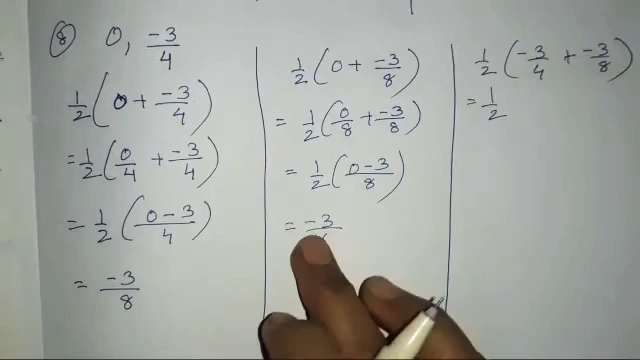 ⑧ 0, -3/4
1/2 (0 + -3/4)
= 1/2 (0/4 + -3/4)
= 1/2 (0 - 3 / 4)
= -3/8
1/2 (0 + -3/8)
= 1/2 (0/8 + -3/8)
= 1/2 (0 - 3 / 8)
= -3/
1/2 (-3/4 + -3/8)
= 1/2